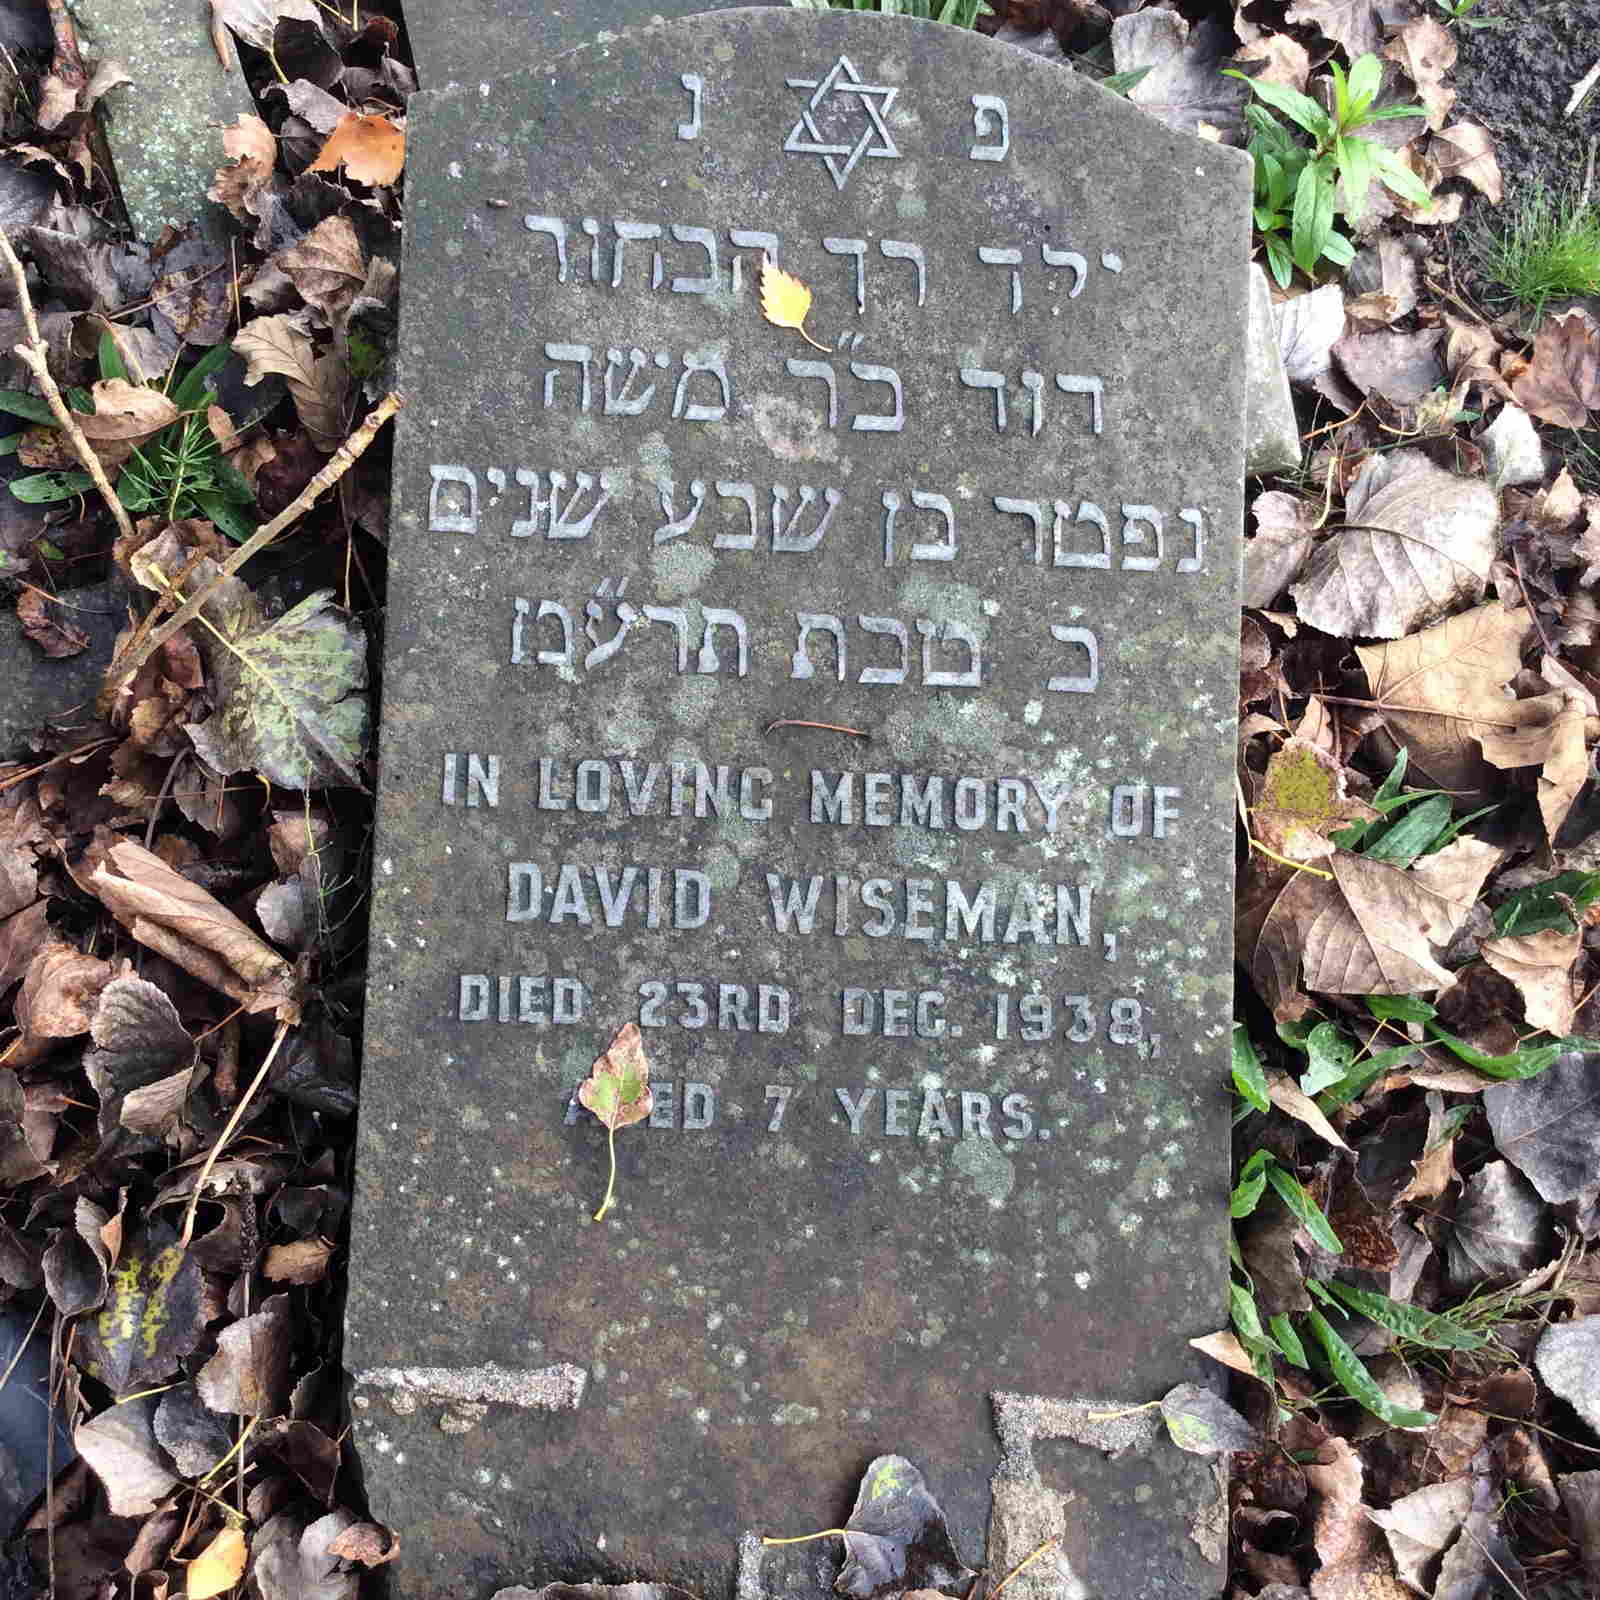 פ נ
ילד רך הבחור
דוד ב״ר משה
נפטר בן שבע שנים
ב טבת תרצ״ט
IN LOVING MEMORY OF
DAVID WISEMAN,
DIED 23RD DEC. 1938,
AGED 7 YEARS.